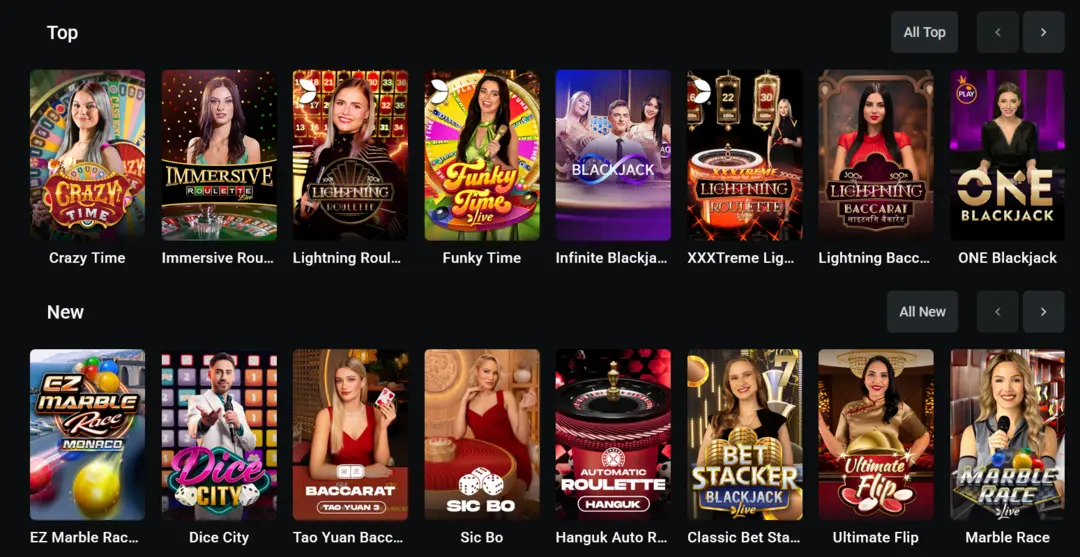 Top
All Top
CRAZY!
TIME
IMMERSIVE
ROULETTE
Live
LIGHTNING
ROULETTE
Funky
Time
Live
BLACKJACK
22
30
XXXTREME
LIGHTNING
ROULETTE
300x 500x
LIGHTNING
BACCARAT
लाइटनिंग बैकारेट
PLAY
ONE
BLACKJACK
Crazy Time
Immersive Rou...
Lightning Roul...
Funky Time
Infinite Blackja...
XXXTreme Lig...
Lightning Bacc...
ONE Blackjack
New
All New
EZ
MARBLE
Race
MONACO
Dice
CITY
BACCARAT
TAO YUAN 3
SIC BO
AUTOMATIC
ROULETTE
HANGUK
BET
STACKER
BLACKJACK
Live
Ultimate
Flip
MARBLE
RACE
Live
EZ Marble Rac...
Dice City
Tao Yuan Bacc...
Sic Bo
Hanguk Auto R...
Classic Bet Sta...
Ultimate Flip
Marble Race